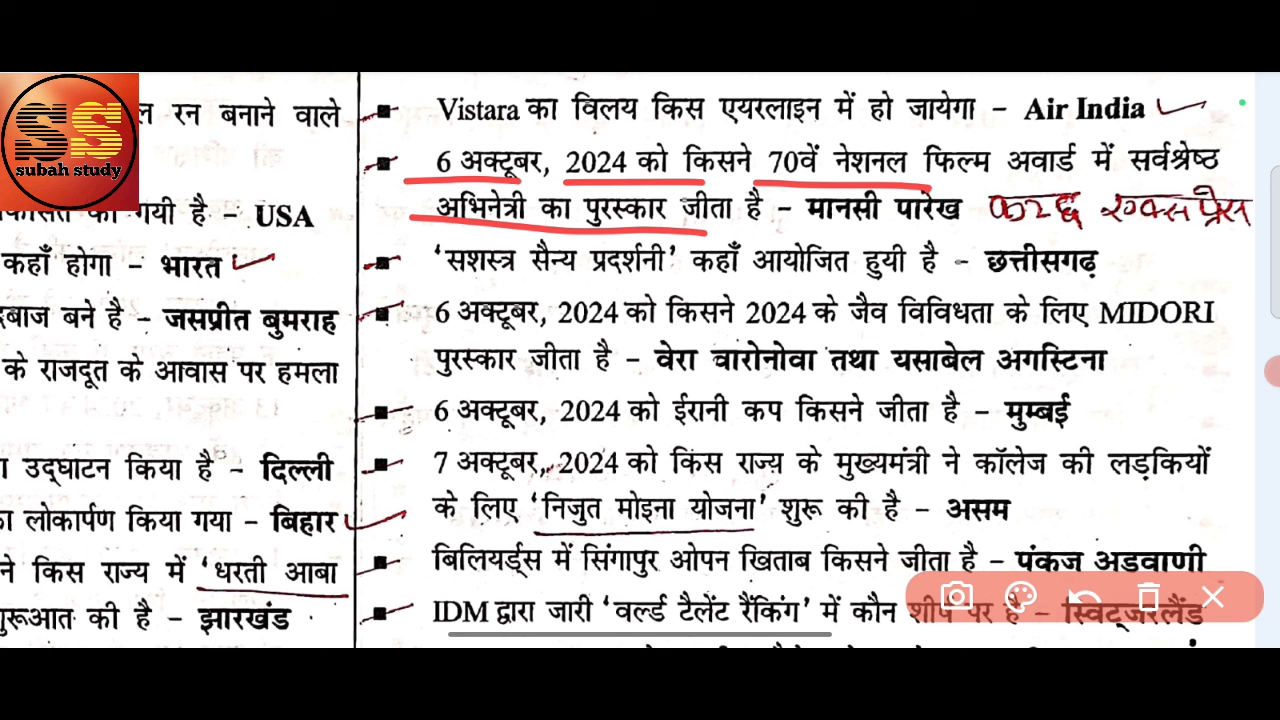 SS
subah study
ल रन बनाने वाले
गयी है – USA
कहाँ होगा – भारत
बने है – जसप्रीत बुमराह
के राजदूत के आवास पर हमला
उद्घाटन किया है – दिल्ली
लोकार्पण किया गया – बिहार
ने किस राज्य में ‘धरती आबा
की है – झारखंड
Vistara का विलय किस एयरलाइन में हो जायेगा – Air India
6 अक्टूबर, 2024 को किसने 70वें नेशनल फिल्म अवार्ड में सर्वश्रेष्ठ
अभिनेत्री का पुरस्कार जीता है – मानसी पारेख
‘सशस्त्र सैन्य प्रदर्शनी’ कहाँ आयोजित हुयी है – छत्तीसगढ़
6 अक्टूबर, 2024 को किसने 2024 के जैव विविधता के लिए MIDORI
पुरस्कार जीता है – वेरा वारोनोवा तथा यसाबेल अगस्टिना
6 अक्टूबर, 2024 को ईरानी कप किसने जीता है – मुम्बई
7 अक्टूबर, 2024 को किस राज्य के मुख्यमंत्री ने कॉलेज की लड़कियों
के लिए ‘निजुत मोइना योजना’ शुरू की है – असम
बिलियर्ड्स में सिंगापुर ओपन खिताब किसने जीता है – पंकज अडवाणी
IDM द्वारा जारी ‘वर्ल्ड टैलेंट रैंकिंग’ में कौन शीर्ष पर है – स्विट्जरलैंड